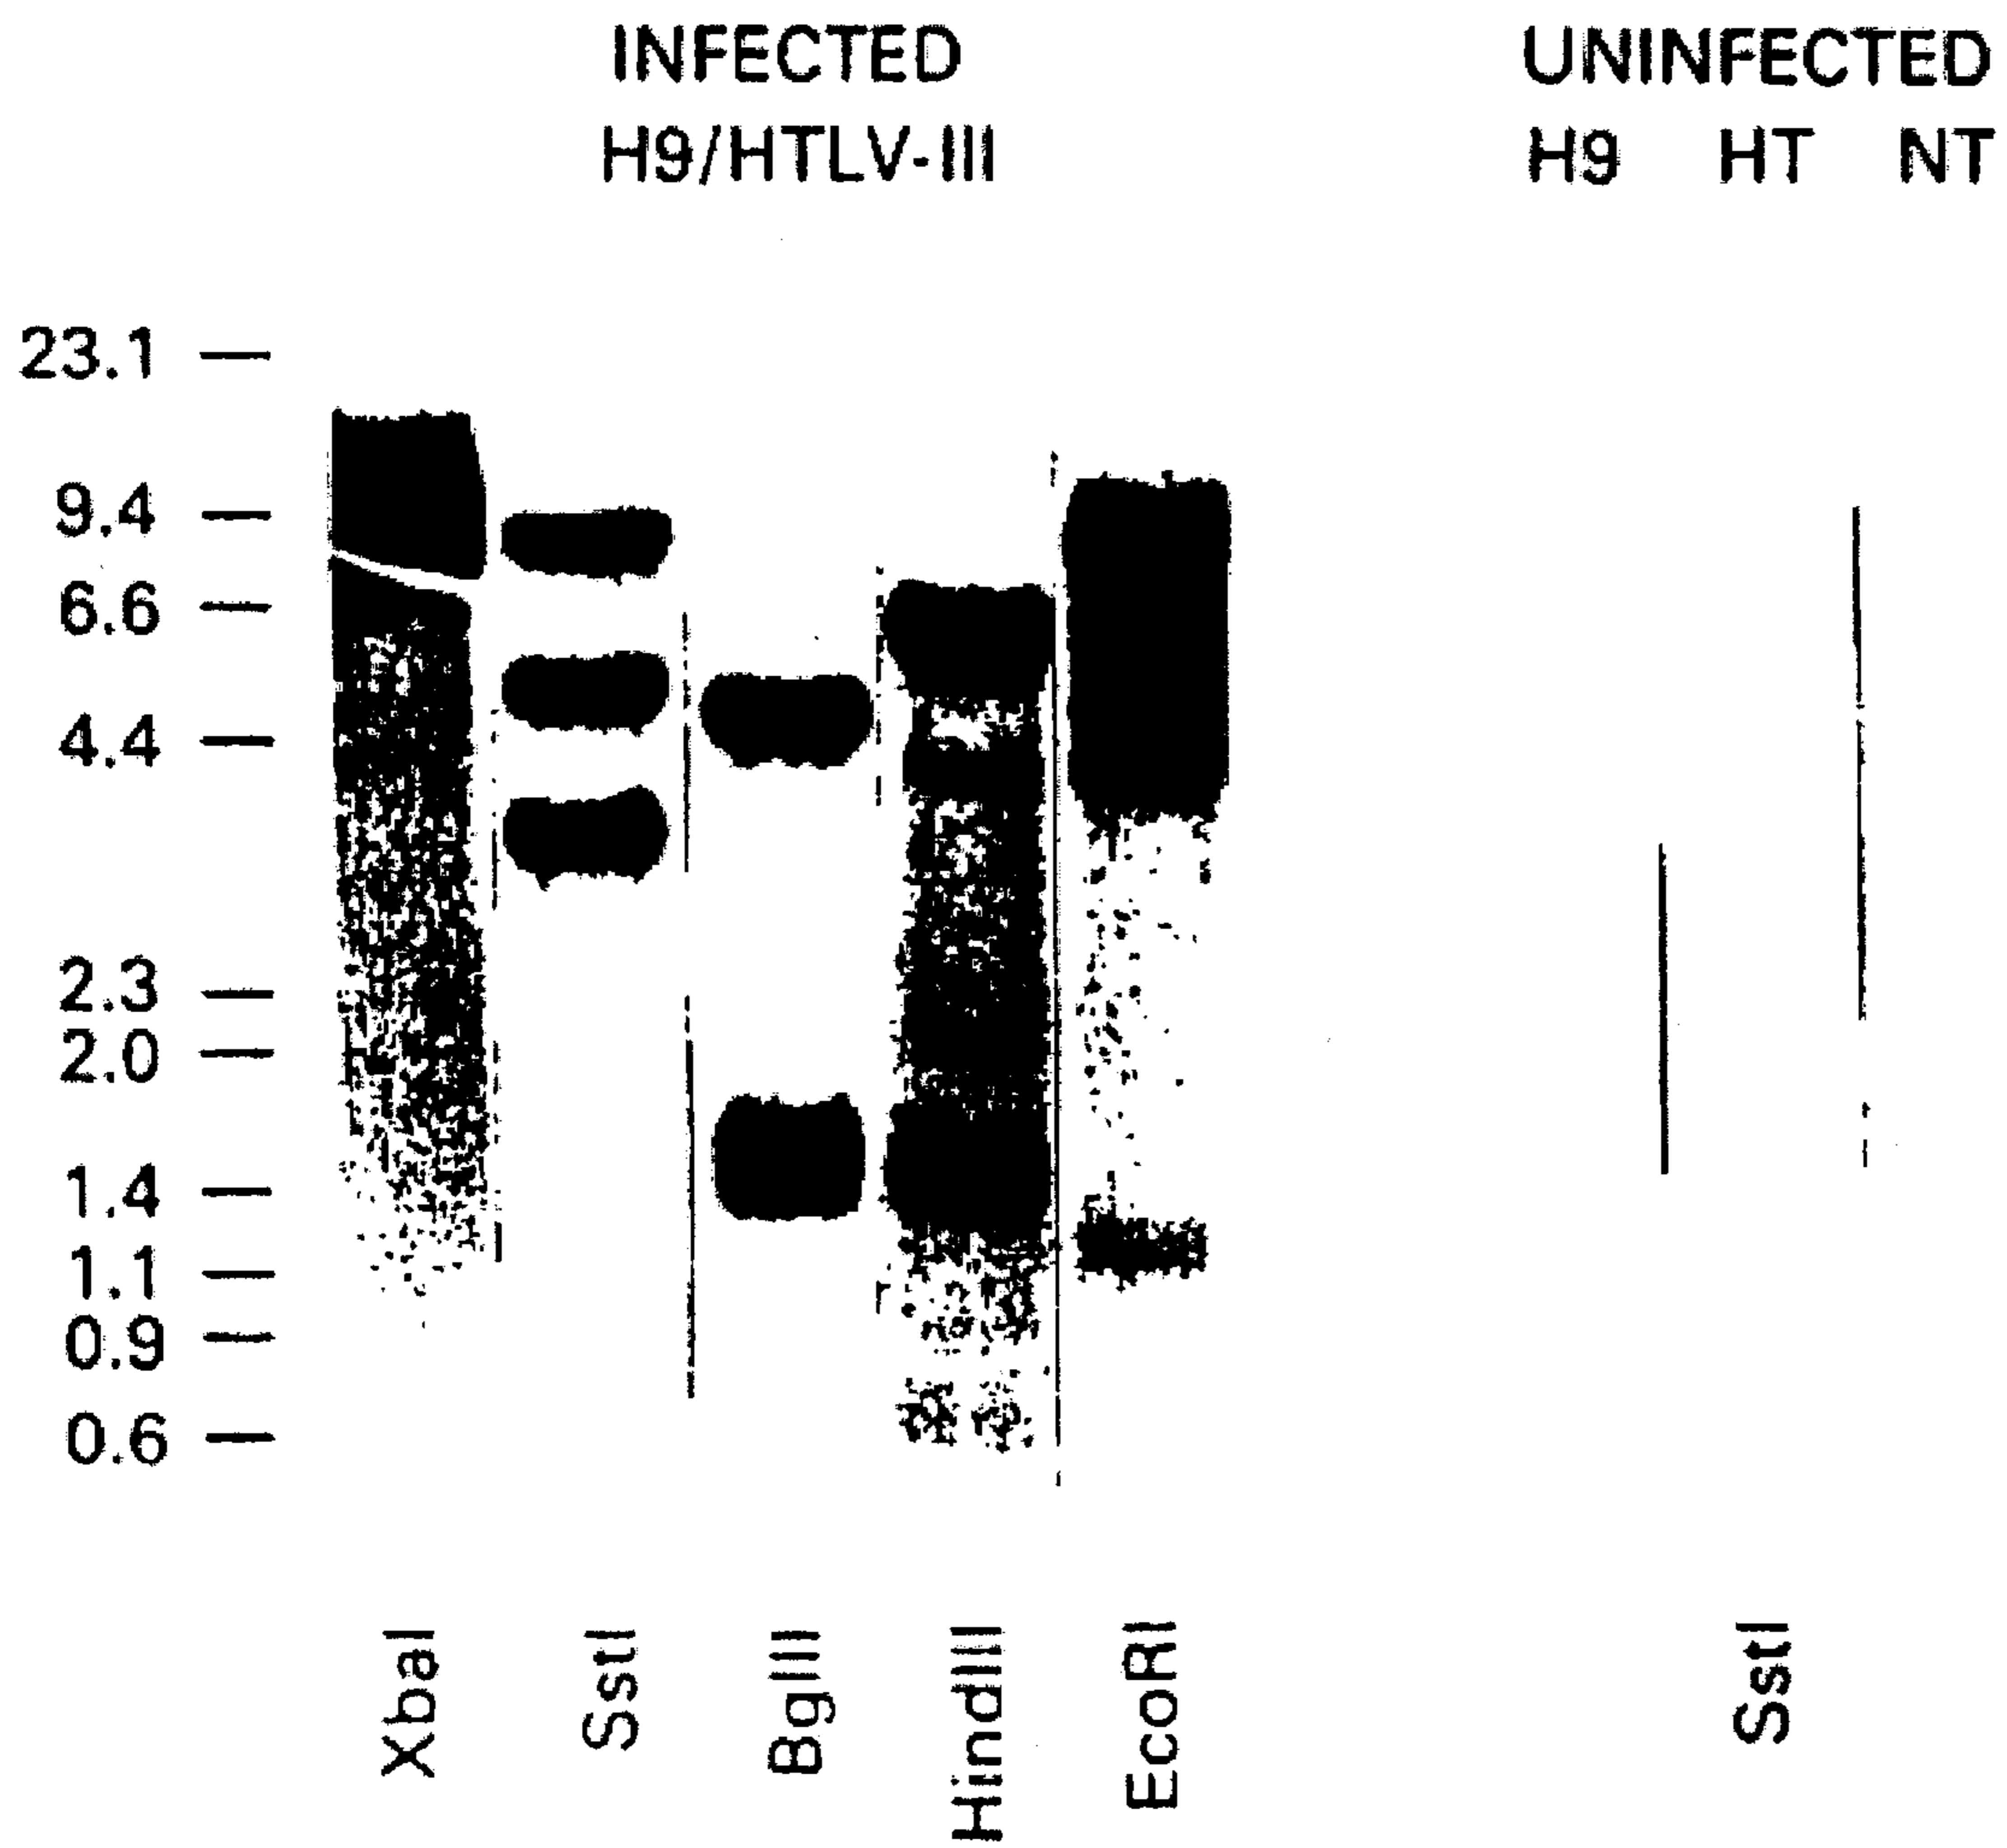 INFECTED
H9/HTLV-III
UNINFECTED
H9 HT NT
23.1
9.4
6.6
4.4
2.3
2.0
1.4
1.1
0.9
0.6
XbaI
SstI
BglII
HindIII
EcoRI
SstI